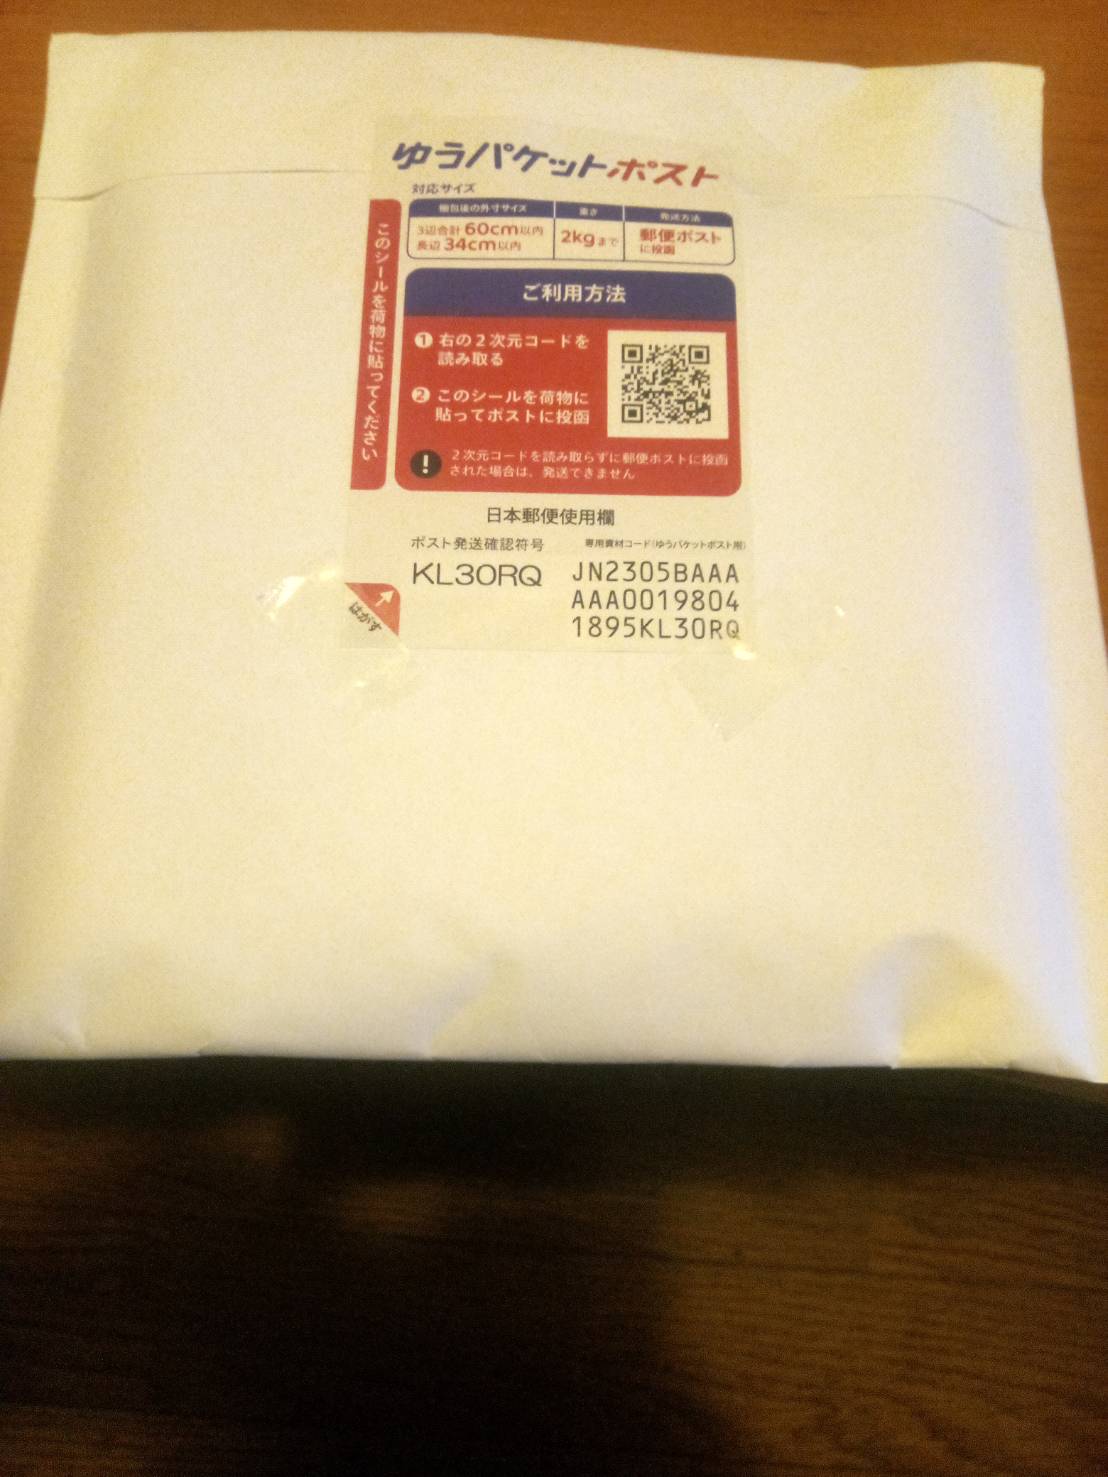 ゆうパケットポスト
対応サイズ
梱包後の外寸サイズ
重さ
発送方法
3辺合計 60cm以内
長辺 34cm以内
2kgまで
郵便ポスト
に投函
このシールを荷物に貼ってください
ご利用方法
1 右の2次元コードを
読み取る
2 このシールを荷物に
貼ってポストに投函
! 2次元コードを読み取らずに郵便ポストに投函
された場合は、発送できません
日本郵便使用欄
ポスト発送確認符号
専用資材コード(ゆうパケットポスト用)
KL30RQ
JN2305BAAA
AAA0019804
1895KL30RQ
はがす